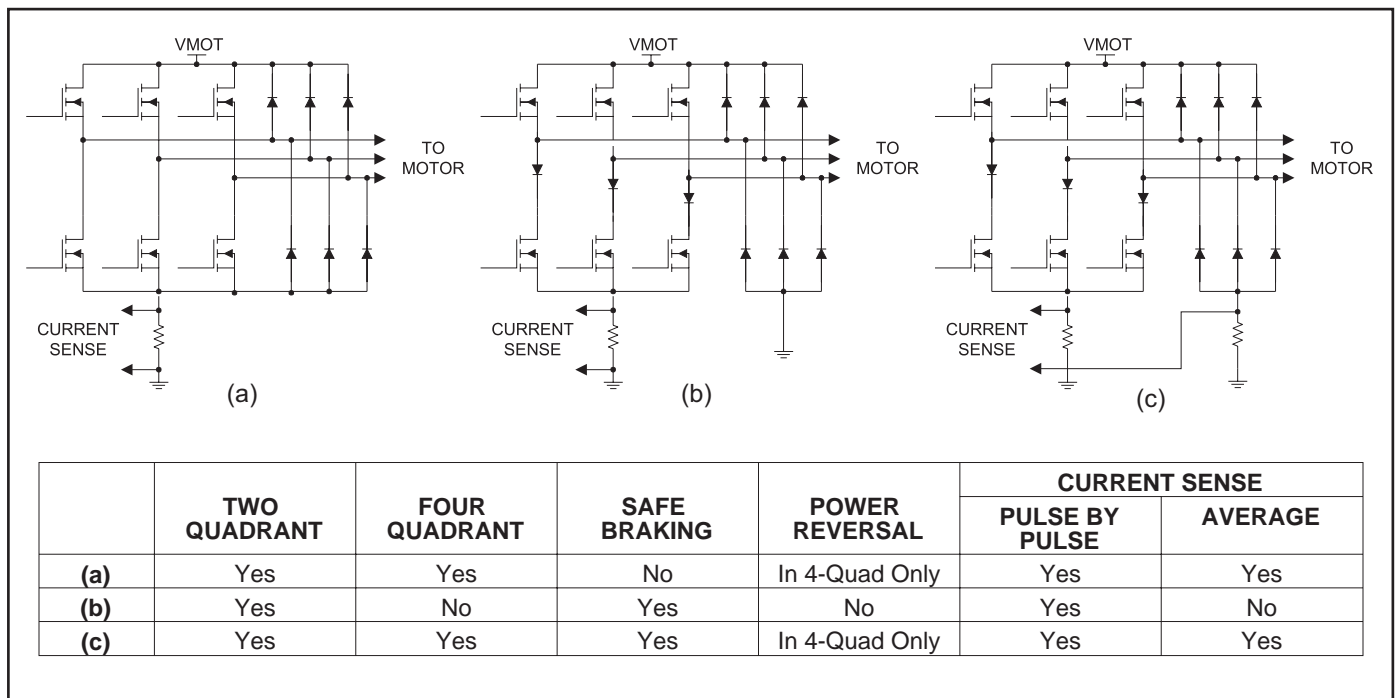 VMOT
VMOT
VMOT
TO
MOTOR
TO
MOTOR
TO
MOTOR
CURRENT
SENSE
CURRENT
SENSE
CURRENT
SENSE
(a)
(b)
(c)
TWO QUADRANT FOUR QUADRANT SAFE BRAKING POWER REVERSAL CURRENT SENSE
PULSE BY PULSE AVERAGE
(a) Yes Yes No In 4-Quad Only Yes Yes
(b) Yes No Yes No Yes No
(c) Yes Yes Yes In 4-Quad Only Yes Yes